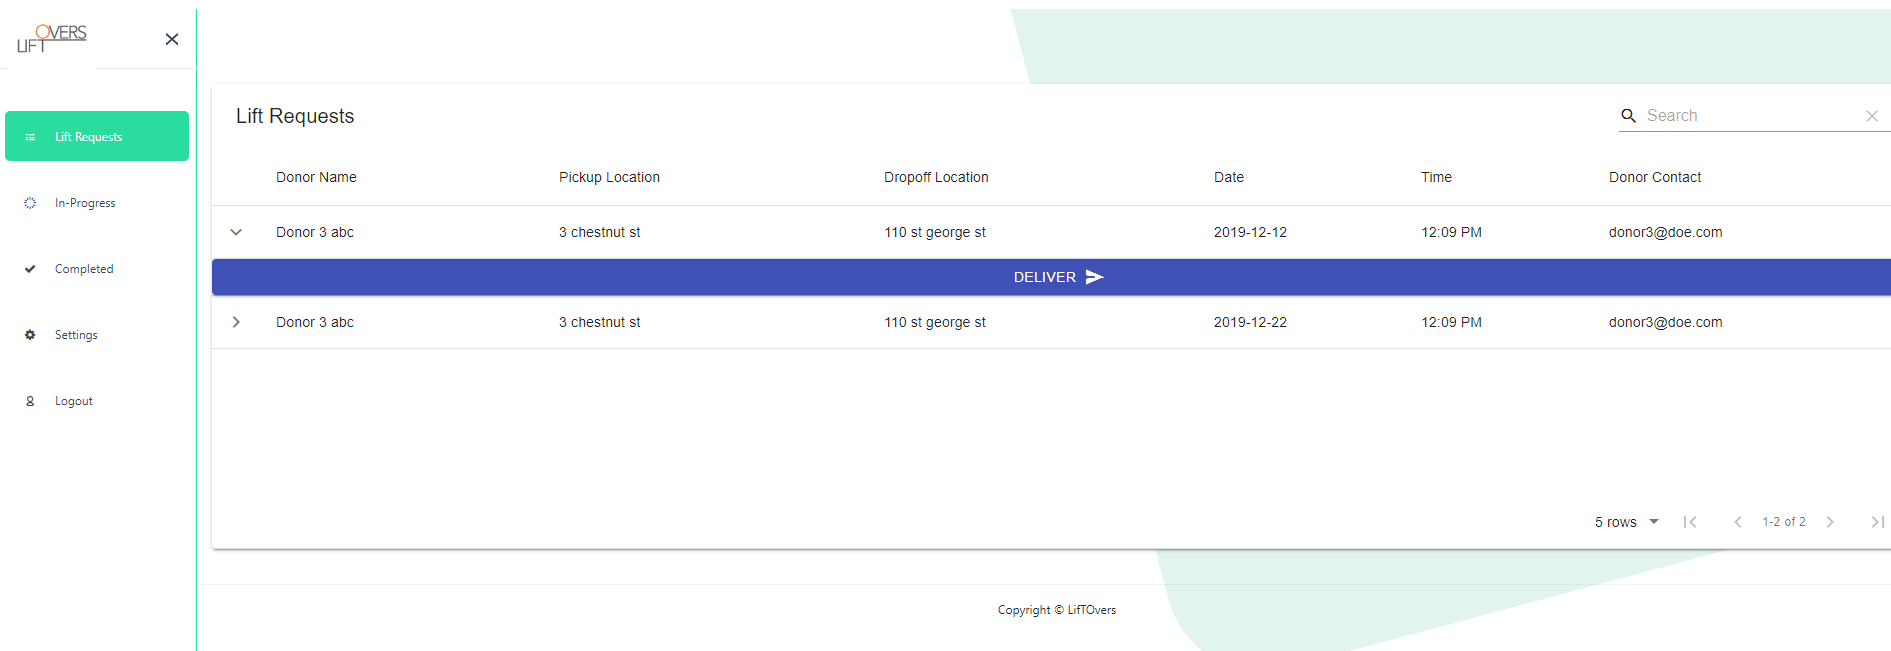 LIFTOVERS
Lift Requests
In-Progress
Completed
Settings
Logout
Lift Requests
Search
Donor Name Pickup Location Dropoff Location Date Time Donor Contact
Donor 3 abc 3 chestnut st 110 st george st 2019-12-12 12:09 PM donor3@doe.com
DELIVER
Donor 3 abc 3 chestnut st 110 st george st 2019-12-22 12:09 PM donor3@doe.com
5 rows 1-2 of 2
Copyright © LifTOvers